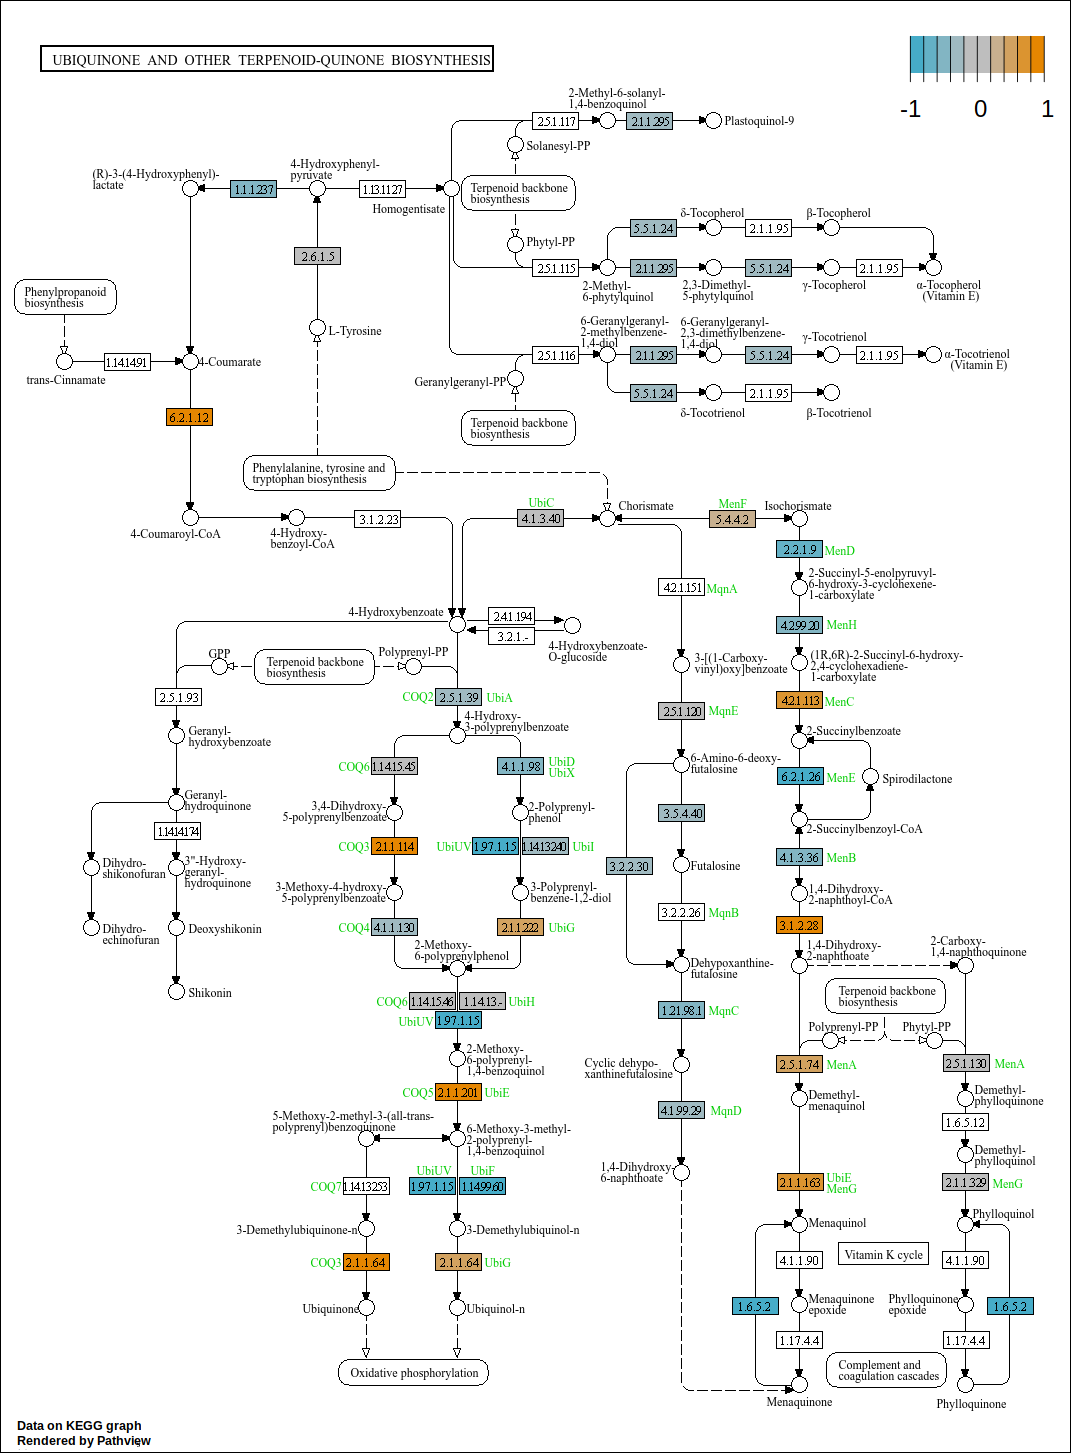 UBIQUINONE AND OTHER TERPENOID-QUINONE BIOSYNTHESIS
-1 0 1
2-Methyl-6-solanyl-
1,4-benzoquinol
2.5.1.117
2.1.1.295
Plastoquinol-9
Solanesyl-PP
(R)-3-(4-Hydroxyphenyl)-
lactate
1.1.1.237
4-Hydroxyphenyl-
pyruvate
1.13.11.27
Homogentisate
Terpenoid backbone
biosynthesis
Phytyl-PP
2.5.1.115
2-Methyl-
6-phytylquinol
5.5.1.24
δ-Tocopherol
2.1.1.95
β-Tocopherol
2.1.1.295
2,3-Dimethyl-
5-phytylquinol
5.5.1.24
γ-Tocopherol
2.1.1.95
α-Tocopherol
(Vitamin E)
2.6.1.5
L-Tyrosine
Phenylpropanoid
biosynthesis
trans-Cinnamate
1.14.14.91
4-Coumarate
6-Geranylgeranyl-
2-methylbenzene-
1,4-diol
6-Geranylgeranyl-
2,3-dimethylbenzene-
1,4-diol
2.5.1.116
2.1.1.295
5.5.1.24
γ-Tocotrienol
2.1.1.95
α-Tocotrienol
(Vitamin E)
Geranylgeranyl-PP
5.5.1.24
δ-Tocotrienol
2.1.1.95
β-Tocotrienol
Terpenoid backbone
biosynthesis
6.2.1.12
Phenylalanine, tyrosine and
tryptophan biosynthesis
4-Coumaroyl-CoA
4-Hydroxy-
benzoyl-CoA
3.1.2.23
UbiC
4.1.3.40
Chorismate
MenF
5.4.4.2
Isochorismate
2.2.1.9
MenD
2-Succinyl-5-enolpyruvyl-
6-hydroxy-3-cyclohexene-
1-carboxylate
4.2.1.151
MqnA
4-Hydroxybenzoate
2.4.1.194
3.2.1.-
4-Hydroxybenzoate-
O-glucoside
4.2.99.20
MenH
3-[(1-Carboxy-
vinyl)oxy]benzoate
(1R,6R)-2-Succinyl-6-hydroxy-
2,4-cyclohexadiene-
1-carboxylate
GPP
Terpenoid backbone
biosynthesis
Polyprenyl-PP
2.5.1.93
COQ2
2.5.1.39
UbiA
2.5.1.120
MqnE
4.2.1.113
MenC
Geranyl-
hydroxybenzoate
4-Hydroxy-
3-polyprenylbenzoate
2-Succinylbenzoate
COQ6
1.14.15.45
4.1.1.98
UbiD
UbiX
6-Amino-6-deoxy-
futalosine
6.2.1.26
MenE
Spirodilactone
Geranyl-
hydroquinone
3,4-Dihydroxy-
5-polyprenylbenzoate
2-Polyprenyl-
phenol
3.5.4.40
2-Succinylbenzoyl-CoA
1.14.14.174
COQ3
2.1.1.114
UbiUV
1.97.1.15
1.14.13.240
UbiI
3.2.2.30
Futalosine
4.1.3.36
MenB
Dihydro-
shikonofuran
3"-Hydroxy-
geranyl-
hydroquinone
3-Methoxy-4-hydroxy-
5-polyprenylbenzoate
3-Polyprenyl-
benzene-1,2-diol
1,4-Dihydroxy-
2-naphthoyl-CoA
Dihydro-
echinofuran
Deoxyshikonin
COQ4
4.1.1.130
2.1.1.222
UbiG
3.2.2.26
MqnB
3.1.2.28
2-Methoxy-
6-polyprenylphenol
Dehypoxanthine-
futalosine
1,4-Dihydroxy-
2-naphthoate
2-Carboxy-
1,4-naphthoquinone
Shikonin
COQ6
1.14.15.46
1.14.13.-
UbiH
UbiUV
1.97.1.15
1.21.98.1
MqnC
Terpenoid backbone
biosynthesis
Polyprenyl-PP
Phytyl-PP
2-Methoxy-
6-polyprenyl-
1,4-benzoquinol
Cyclic dehypo-
xanthinefutalosine
2.5.1.74
MenA
2.5.1.130
MenA
COQ5
2.1.1.201
UbiE
4.1.99.29
MqnD
Demethyl-
menaquinol
Demethyl-
phylloquinone
1.6.5.12
5-Methoxy-2-methyl-3-(all-trans-
polyprenyl)benzoquinone
6-Methoxy-3-methyl-
2-polyprenyl-
1,4-benzoquinol
Demethyl-
phylloquinol
1,4-Dihydroxy-
6-naphthoate
UbiUV
UbiF
COQ7
1.14.13.253
1.97.1.15
1.14.99.60
2.1.1.163
UbiE
MenG
2.1.1.329
MenG
3-Demethylubiquinone-n
3-Demethylubiquinol-n
Menaquinol
Phylloquinol
COQ3
2.1.1.64
2.1.1.64
UbiG
4.1.1.90
Vitamin K cycle
4.1.1.90
Ubiquinone
Ubiquinol-n
1.6.5.2
Menaquinone
epoxide
Phylloquinone
epoxide
1.6.5.2
1.17.4.4
1.17.4.4
Oxidative phosphorylation
Complement and
coagulation cascades
Menaquinone
Phylloquinone
Data on KEGG graph
Rendered by Pathview